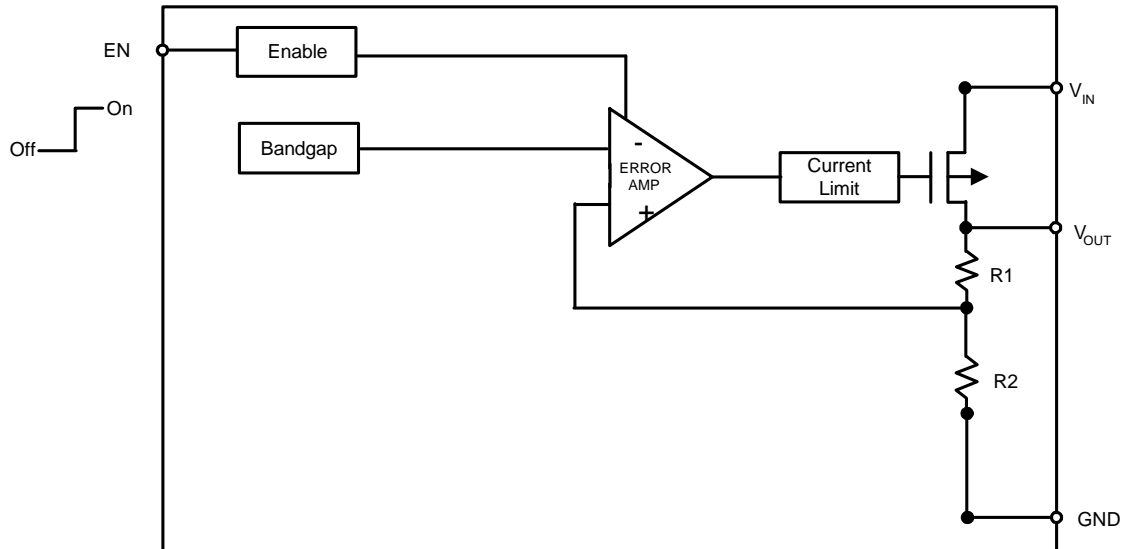 EN
Enable
On
Off
Bandgap
-
ERROR
AMP
+
Current
Limit
VIN
VOUT
R1
R2
GND